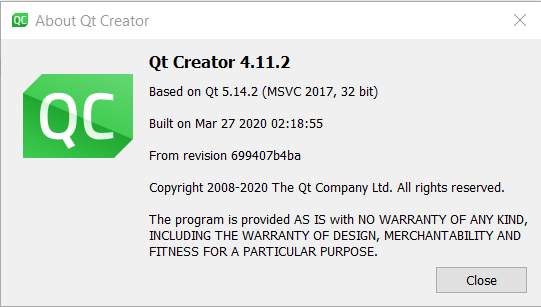 QC About Qt Creator
QC
Qt Creator 4.11.2
Based on Qt 5.14.2 (MSVC 2017, 32 bit)
Built on Mar 27 2020 02:18:55
From revision 699407b4ba
Copyright 2008-2020 The Qt Company Ltd. All rights reserved.
The program is provided AS IS with NO WARRANTY OF ANY KIND,
INCLUDING THE WARRANTY OF DESIGN, MERCHANTABILITY AND
FITNESS FOR A PARTICULAR PURPOSE.
Close